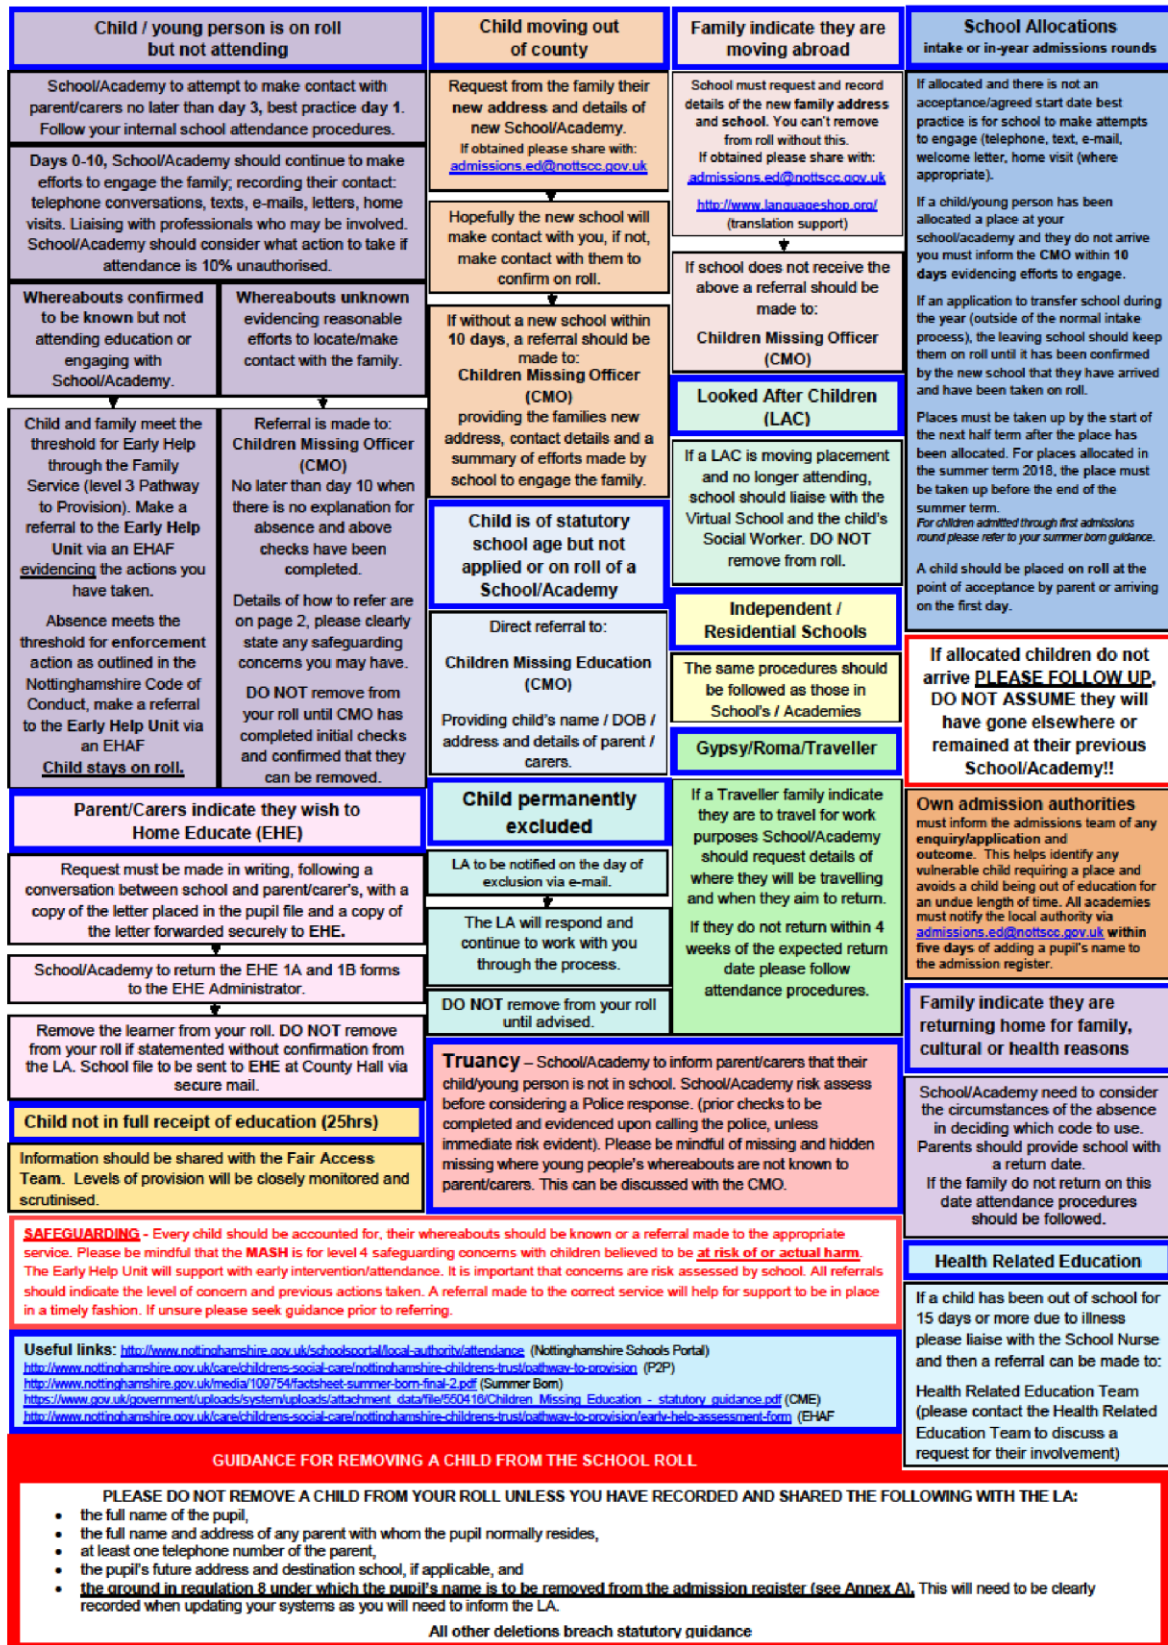 Child / young person is on roll
but not attending
School/Academy to attempt to make contact with
parent/carers no later than day 3, best practice day 1.
Follow your internal school attendance procedures.
Days 0-10, School/Academy should continue to make
efforts to engage the family; recording their contact:
telephone conversations, texts, e-mails, letters, home
visits. Liaising with professionals who may be involved.
School/Academy should consider what action to take if
attendance is 10% unauthorised.
Whereabouts confirmed
to be known but not
attending education or
engaging with
School/Academy.
Child and family meet the
threshold for Early Help
through the Family
Service (level 3 Pathway
to Provision). Make a
referral to the Early Help
Unit via an EHAF
evidencing the actions you
have taken.
Absence meets the
threshold for enforcement
action as outlined in the
Nottinghamshire Code of
Conduct, make a referral
to the Early Help Unit via
an EHAF
Child stays on roll.
Whereabouts unknown
evidencing reasonable
efforts to locate/make
contact with the family.
Referral is made to:
Children Missing Officer
(CMO)
No later than day 10 when
there is no explanation for
absence and above
checks have been
completed.
Details of how to refer are
on page 2, please clearly
state any safeguarding
concerns you may have.
DO NOT remove from
your roll until CMO has
completed initial checks
and confirmed that they
can be removed.
Parent/Carers indicate they wish to
Home Educate (EHE)
Request must be made in writing, following a
conversation between school and parent/carer's, with a
copy of the letter placed in the pupil file and a copy of
the letter forwarded securely to EHE.
School/Academy to return the EHE 1A and 1B forms
to the EHE Administrator.
Remove the learner from your roll. DO NOT remove
from your roll if statemented without confirmation from
the LA. School file to be sent to EHE at County Hall via
secure mail.
Child not in full receipt of education (25hrs)
Information should be shared with the Fair Access
Team. Levels of provision will be closely monitored and
scrutinised.
Child moving out
of county
Request from the family their
new address and details of
new School/Academy.
If obtained please share with:
admissions.ed@nottscc.gov.uk
Hopefully the new school will
make contact with you, if not,
make contact with them to
confirm on roll.
If without a new school within
10 days, a referral should be
made to:
Children Missing Officer
(CMO)
providing the families new
address, contact details and a
summary of efforts made by
school to engage the family.
Child is of statutory
school age but not
applied or on roll of a
School/Academy
Direct referral to:
Children Missing Education
(CMO)
Providing child's name / DOB /
address and details of parent /
carers.
Child permanently
excluded
LA to be notified on the day of
exclusion via e-mail.
The LA will respond and
continue to work with you
through the process.
DO NOT remove from your roll
until advised.
Family indicate they are
moving abroad
School must request and record
details of the new family address
and school. You can't remove
from roll without this.
If obtained please share with:
admissions.ed@nottscc.gov.uk
http://www.languageshop.org/
(translation support)
If school does not receive the
above a referral should be
made to:
Children Missing Officer
(CMO)
Looked After Children
(LAC)
If a LAC is moving placement
and no longer attending,
school should liaise with the
Virtual School and the child's
Social Worker. DO NOT
remove from roll.
Independent /
Residential Schools
The same procedures should
be followed as those in
School's / Academies
Gypsy/Roma/Traveller
If a Traveller family indicate
they are to travel for work
purposes School/Academy
should request details of
where they will be travelling
and when they aim to return.
If they do not return within 4
weeks of the expected return
date please follow
attendance procedures.
Truancy – School/Academy to inform parent/carers that their
child/young person is not in school. School/Academy risk assess
before considering a Police response. (prior checks to be
completed and evidenced upon calling the police, unless
immediate risk evident). Please be mindful of missing and hidden
missing where young people's whereabouts are not known to
parent/carers. This can be discussed with the CMO.
School Allocations
intake or in-year admissions rounds
If allocated and there is not an
acceptance/agreed start date best
practice is for school to make attempts
to engage (telephone, text, e-mail,
welcome letter, home visit (where
appropriate).
If a child/young person has been
allocated a place at your
school/academy and they do not arrive
you must inform the CMO within 10
days evidencing efforts to engage.
If an application to transfer school during
the year (outside of the normal intake
process), the leaving school should keep
them on roll until it has been confirmed
by the new school that they have arrived
and have been taken on roll.
Places must be taken up by the start of
the next half term after the place has
been allocated. For places allocated in
the summer term 2018, the place must
be taken up before the end of the
summer term.
For children admitted through first admissions
round please refer to your summer born guidance.
A child should be placed on roll at the
point of acceptance by parent or arriving
on the first day.
If allocated children do not
arrive PLEASE FOLLOW UP,
DO NOT ASSUME they will
have gone elsewhere or
remained at their previous
School/Academy!!
Own admission authorities
must inform the admissions team of any
enquiry/application and
outcome. This helps identify any
vulnerable child requiring a place and
avoids a child being out of education for
an undue length of time. All academies
must notify the local authority via
admissions.ed@nottscc.gov.uk within
five days of adding a pupil's name to
the admission register.
Family indicate they are
returning home for family,
cultural or health reasons
School/Academy need to consider
the circumstances of the absence
in deciding which code to use.
Parents should provide school with
a return date.
If the family do not return on this
date attendance procedures
should be followed.
Health Related Education
If a child has been out of school for
15 days or more due to illness
please liaise with the School Nurse
and then a referral can be made to:
Health Related Education Team
(please contact the Health Related
Education Team to discuss a
request for their involvement)
SAFEGUARDING - Every child should be accounted for, their whereabouts should be known or a referral made to the appropriate
service. Please be mindful that the MASH is for level 4 safeguarding concerns with children believed to be at risk of or actual harm.
The Early Help Unit will support with early intervention/attendance. It is important that concerns are risk assessed by school. All referrals
should indicate the level of concern and previous actions taken. A referral made to the correct service will help for support to be in place
in a timely fashion. If unsure please seek guidance prior to referring.
Useful links: http://www.nottinghamshire.gov.uk/schoolsportal/local-authority/attendance (Nottinghamshire Schools Portal)
http://www.nottinghamshire.gov.uk/care/childrens-social-care/nottinghamshire-childrens-trust/pathway-to-provision (P2P)
http://www.nottinghamshire.gov.uk/media/109754/factsheet-summer-born-final-2.pdf (Summer Born)
https://www.gov.uk/government/uploads/system/uploads/attachment_data/file/550416/Children_Missing_Education_-_statutory_guidance.pdf (CME)
http://www.nottinghamshire.gov.uk/care/childrens-social-care/nottinghamshire-childrens-trust/pathway-to-provision/early-help-assessment-form (EHAF
GUIDANCE FOR REMOVING A CHILD FROM THE SCHOOL ROLL
PLEASE DO NOT REMOVE A CHILD FROM YOUR ROLL UNLESS YOU HAVE RECORDED AND SHARED THE FOLLOWING WITH THE LA:
• the full name of the pupil,
• the full name and address of any parent with whom the pupil normally resides,
• at least one telephone number of the parent,
• the pupil's future address and destination school, if applicable, and
• the ground in regulation 8 under which the pupil's name is to be removed from the admission register (see Annex A). This will need to be clearly
recorded when updating your systems as you will need to inform the LA.
All other deletions breach statutory guidance